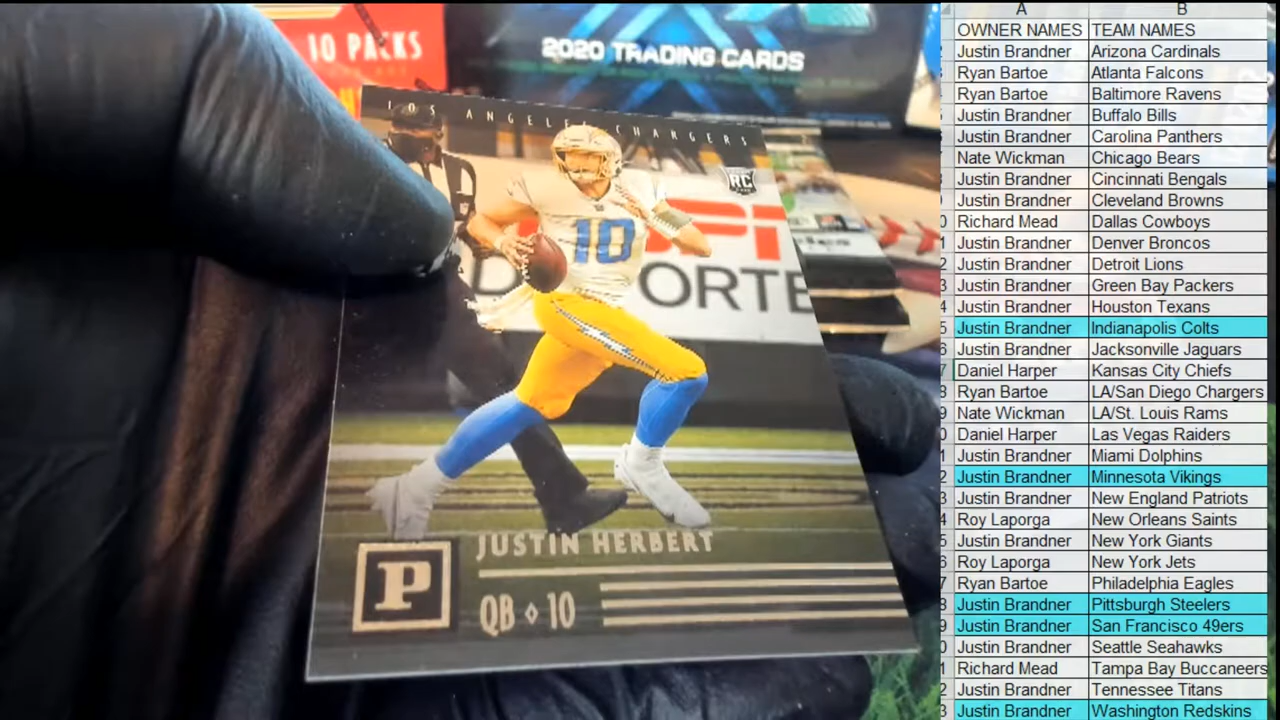 10 PACKS
2020 TRADING CARDS
LOS ANGELES CHARGERS
RC
10
D
ORTE
JUSTIN HERBERT
P
QB 10
A B
OWNER NAMES TEAM NAMES
Justin Brandner Arizona Cardinals
Ryan Bartoe Atlanta Falcons
Ryan Bartoe Baltimore Ravens
Justin Brandner Buffalo Bills
Justin Brandner Carolina Panthers
Nate Wickman Chicago Bears
Justin Brandner Cincinnati Bengals
Justin Brandner Cleveland Browns
Richard Mead Dallas Cowboys
Justin Brandner Denver Broncos
Justin Brandner Detroit Lions
Justin Brandner Green Bay Packers
Justin Brandner Houston Texans
Justin Brandner Indianapolis Colts
Justin Brandner Jacksonville Jaguars
Daniel Harper Kansas City Chiefs
Ryan Bartoe LA/San Diego Chargers
Nate Wickman LA/St. Louis Rams
Daniel Harper Las Vegas Raiders
Justin Brandner Miami Dolphins
Justin Brandner Minnesota Vikings
Justin Brandner New England Patriots
Roy Laporga New Orleans Saints
Justin Brandner New York Giants
Roy Laporga New York Jets
Ryan Bartoe Philadelphia Eagles
Justin Brandner Pittsburgh Steelers
Justin Brandner San Francisco 49ers
Justin Brandner Seattle Seahawks
Richard Mead Tampa Bay Buccaneers
Justin Brandner Tennessee Titans
Justin Brandner Washington Redskins